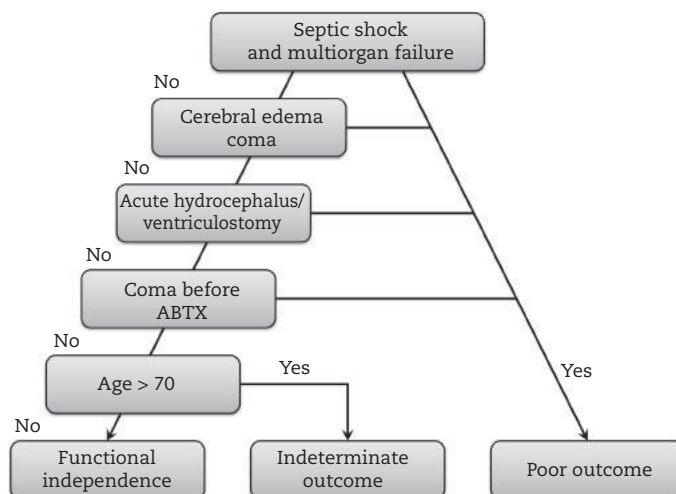 Septic shock
and multiorgan failure
No
Cerebral edema
coma
No
Acute hydrocephalus/
ventriculostomy
No
Coma before
ABTX
No
Age > 70
Yes
Yes
No
Functional
independence
Indeterminate
outcome
Poor outcome